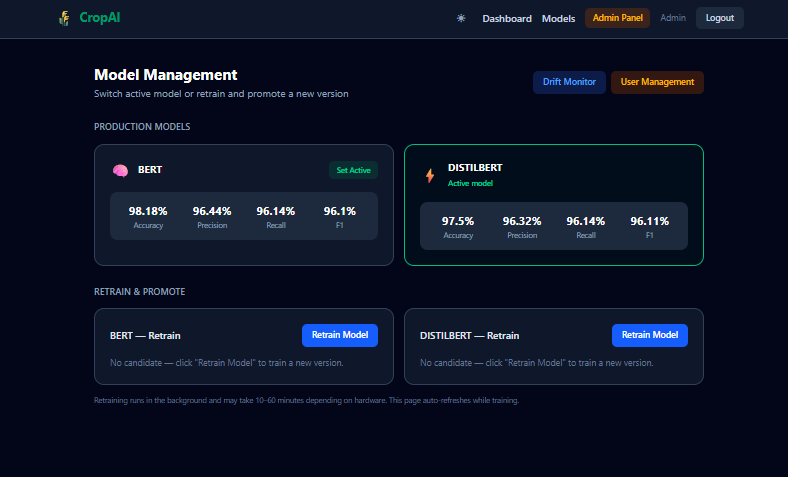 CropAI
Dashboard Models Admin Panel Admin Logout
Model Management
Switch active model or retrain and promote a new version
Drift Monitor User Management
PRODUCTION MODELS
BERT
Set Active
98.18% 96.44% 96.14% 96.1%
Accuracy Precision Recall F1
DISTILBERT
Active model
97.5% 96.32% 96.14% 96.11%
Accuracy Precision Recall F1
RETRAIN & PROMOTE
BERT — Retrain
Retrain Model
No candidate — click "Retrain Model" to train a new version.
DISTILBERT — Retrain
Retrain Model
No candidate — click "Retrain Model" to train a new version.
Retraining runs in the background and may take 10–60 minutes depending on hardware. This page auto-refreshes while training.